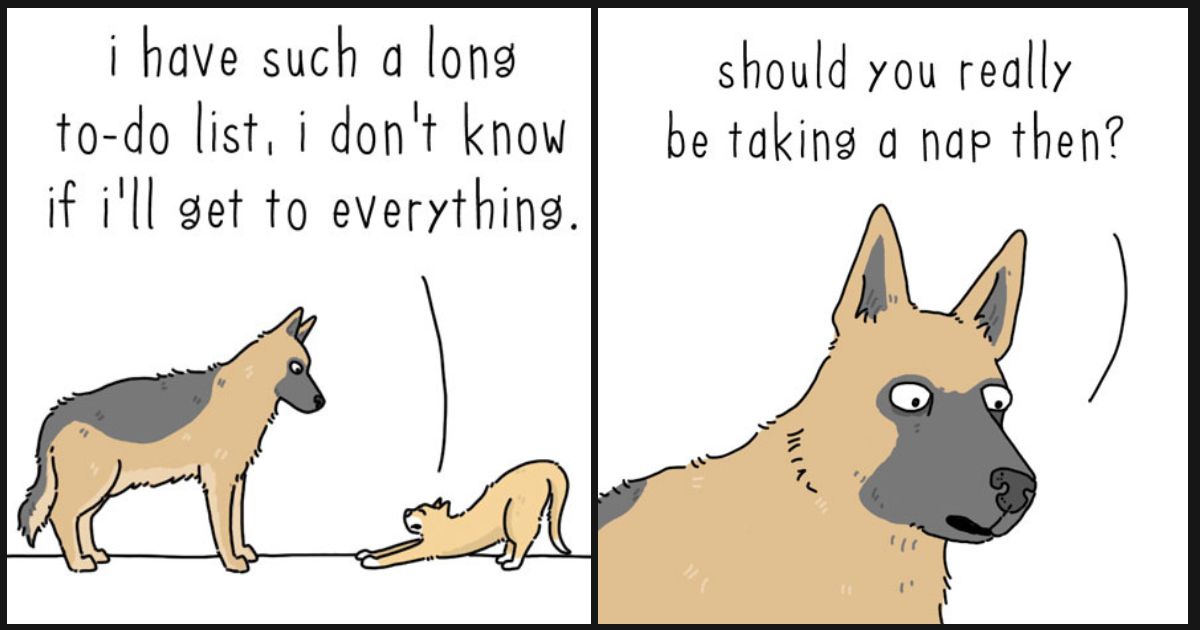 i have such a long
to-do list, i don't know
if i'll get to everything.
should you really
be taking a nap then?